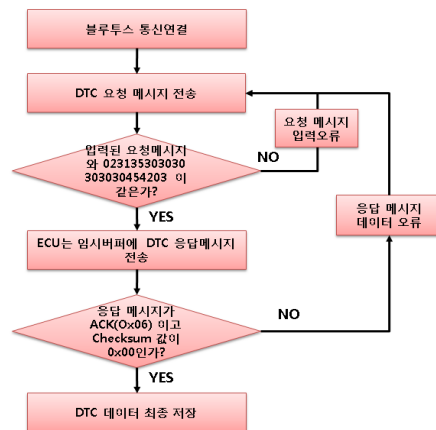 블루투스 통신연결
DTC 요청 메시지 전송
요청 메시지
입력오류
입력된 요청메시지
와 023135303030
303030454203 이
같은가?
NO
YES
응답 메시지
데이터 오류
ECU는 임시버퍼에 DTC 응답메시지
전송
응답 메시지가
ACK(Ox06) 이고
Checksum 값이
0x00인가?
NO
YES
DTC 데이터 최종 저장